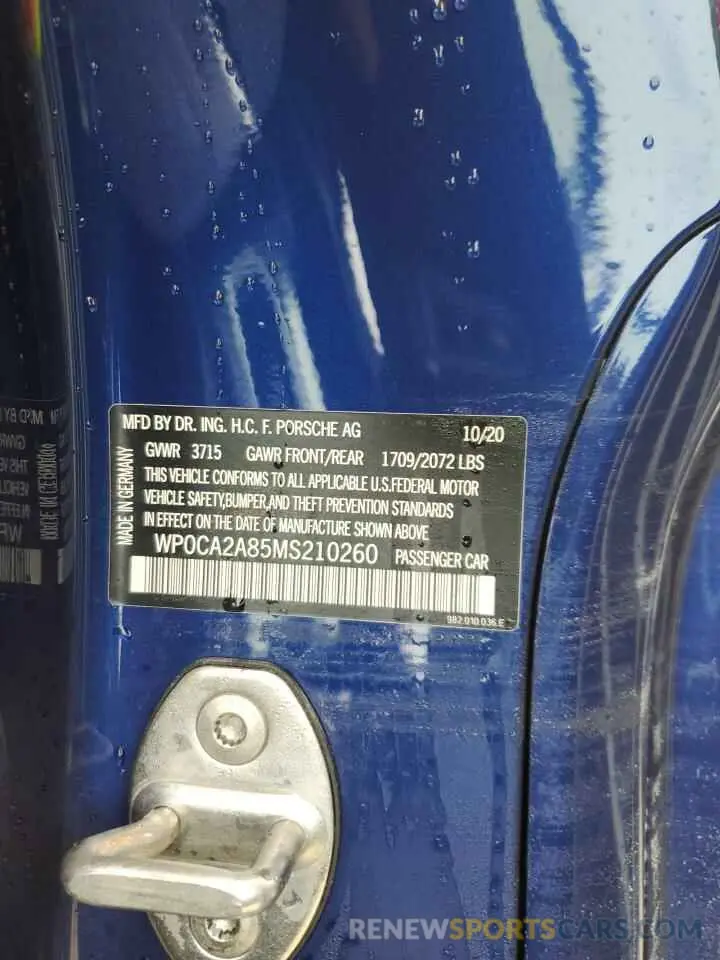 MFD BY DR. ING. H.C. F. PORSCHE AG 10/20
GVWR 3715 GAWR FRONT/REAR 1709/2072 LBS
THIS VEHICLE CONFORMS TO ALL APPLICABLE U.S.FEDERAL MOTOR
VEHICLE SAFETY,BUMPER,AND THEFT PREVENTION STANDARDS
IN EFFECT ON THE DATE OF MANUFACTURE SHOWN ABOVE
WP0CA2A85MS210260 PASSENGER CAR
MADE IN GERMANY
982.010.036.E
RENEWSPORTSCARS.COM